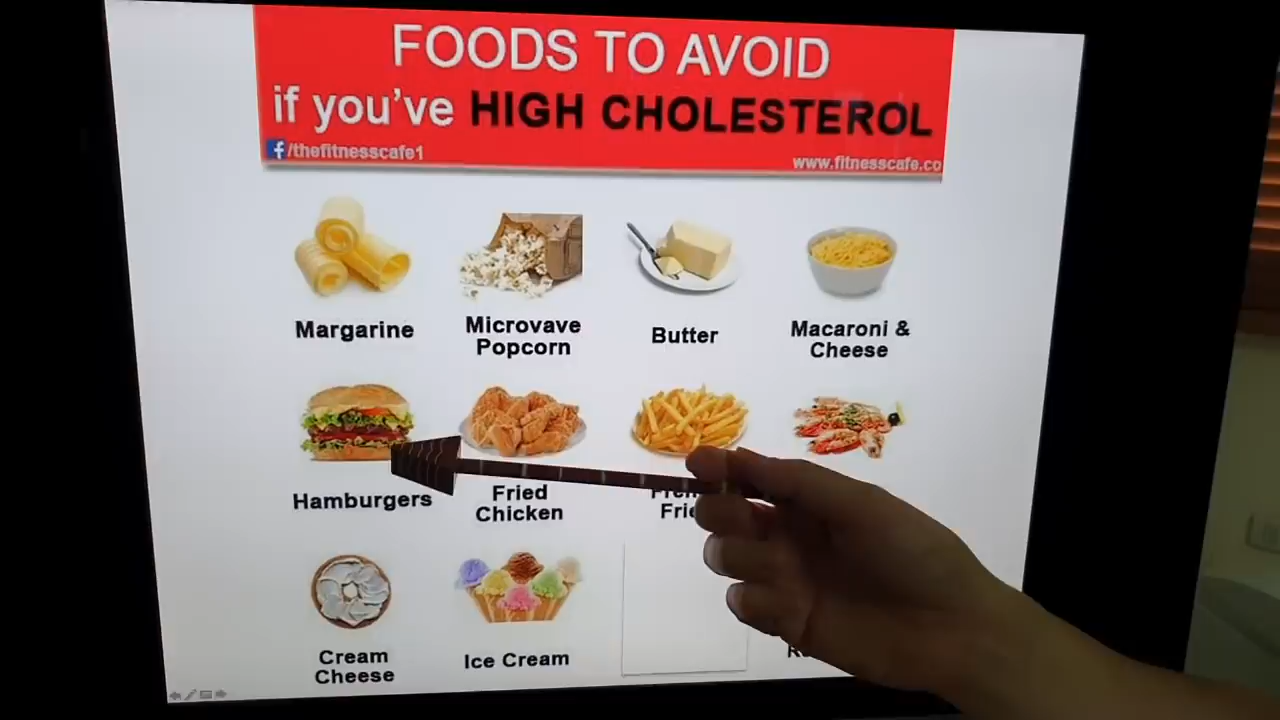 FOODS TO AVOID
if you've HIGH CHOLESTEROL
/thefitnesscafe1
www.fitnesscafe.co
Margarine
Microvave
Popcorn
Butter
Macaroni &
Cheese
Hamburgers
Fried
Chicken
Cream
Cheese
Ice Cream